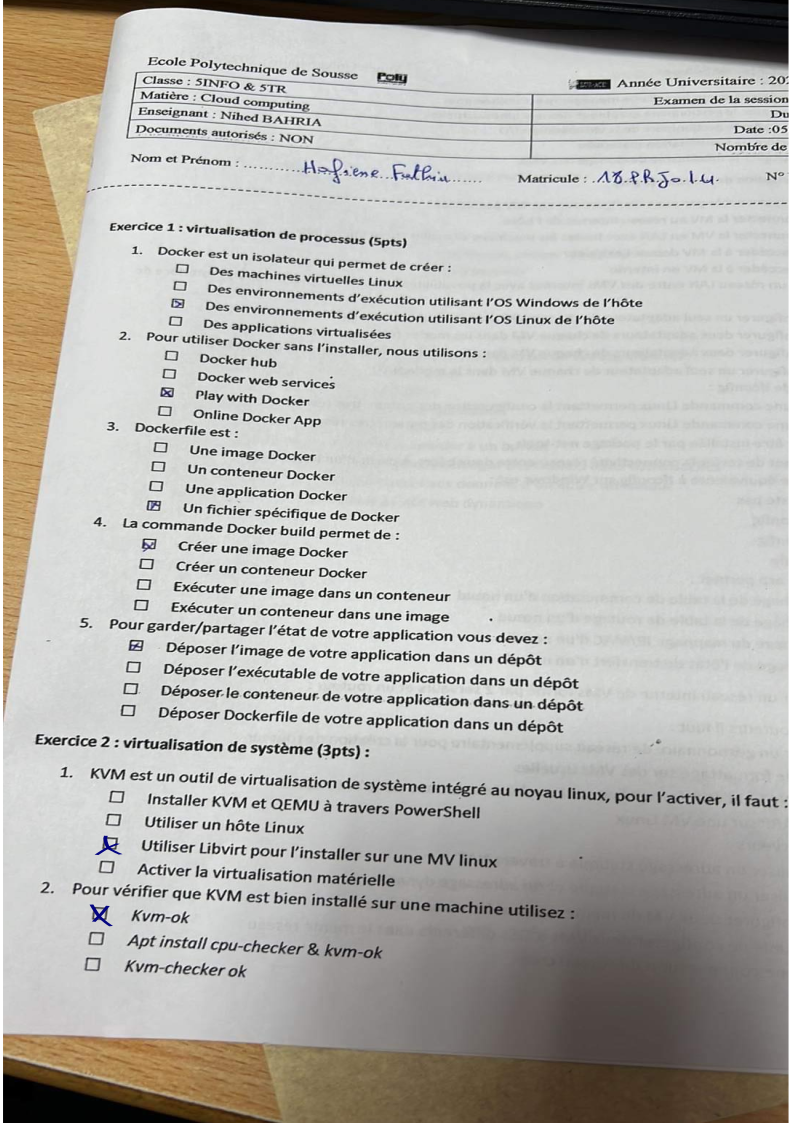 Ecole Polytechnique de Sousse Poly
Année Universitaire : 20
Classe : 5INFO & 5TR
Examen de la session
Matière : Cloud computing
Du
Enseignant : Nihed BAHRIA
Date :05
Documents autorisés : NON
Nombre de
Nom et Prénom : Matricule : N°
Exercice 1 : virtualisation de processus (5pts)
1. Docker est un isolateur qui permet de créer :
☐ Des machines virtuelles Linux
☐ Des environnements d'exécution utilisant l'OS Windows de l'hôte
☒ Des environnements d'exécution utilisant l'OS Linux de l'hôte
☐ Des applications virtualisées
2. Pour utiliser Docker sans l'installer, nous utilisons :
☐ Docker hub
☐ Docker web services
☒ Play with Docker
☐ Online Docker App
3. Dockerfile est :
☐ Une image Docker
☐ Un conteneur Docker
☐ Une application Docker
☒ Un fichier spécifique de Docker
4. La commande Docker build permet de :
☒ Créer une image Docker
☐ Créer un conteneur Docker
☐ Exécuter une image dans un conteneur
☐ Exécuter un conteneur dans une image
5. Pour garder/partager l'état de votre application vous devez :
☒ Déposer l'image de votre application dans un dépôt
☐ Déposer l'exécutable de votre application dans un dépôt
☐ Déposer le conteneur de votre application dans un dépôt
☐ Déposer Dockerfile de votre application dans un dépôt
Exercice 2 : virtualisation de système (3pts) :
1. KVM est un outil de virtualisation de système intégré au noyau linux, pour l'activer, il faut :
☐ Installer KVM et QEMU à travers PowerShell
☐ Utiliser un hôte Linux
☒ Utiliser Libvirt pour l'installer sur une MV linux
☐ Activer la virtualisation matérielle
2. Pour vérifier que KVM est bien installé sur une machine utilisez :
☒ Kvm-ok
☐ Apt install cpu-checker & kvm-ok
☐ Kvm-checker ok